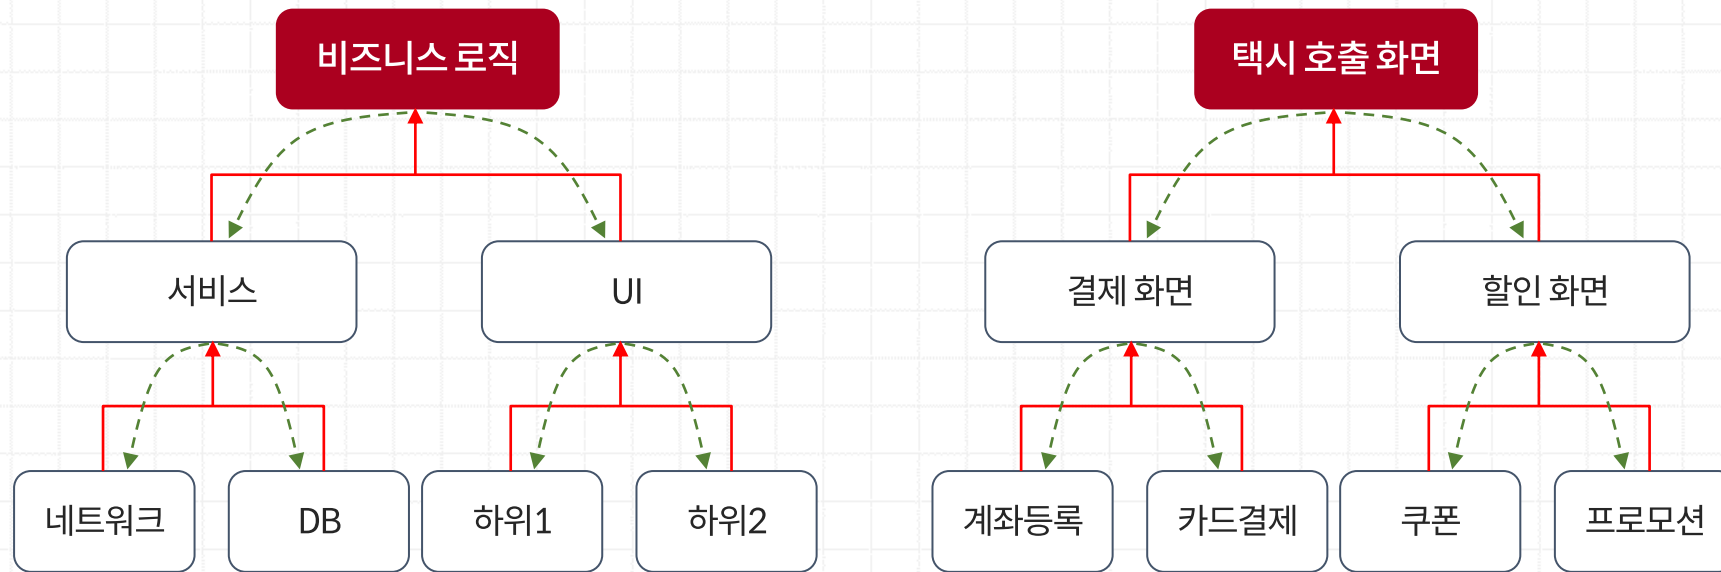 비즈니스 로직
택시 호출 화면
서비스
UI
결제 화면
할인 화면
네트워크
DB
하위1
하위2
계좌등록
카드결제
쿠폰
프로모션